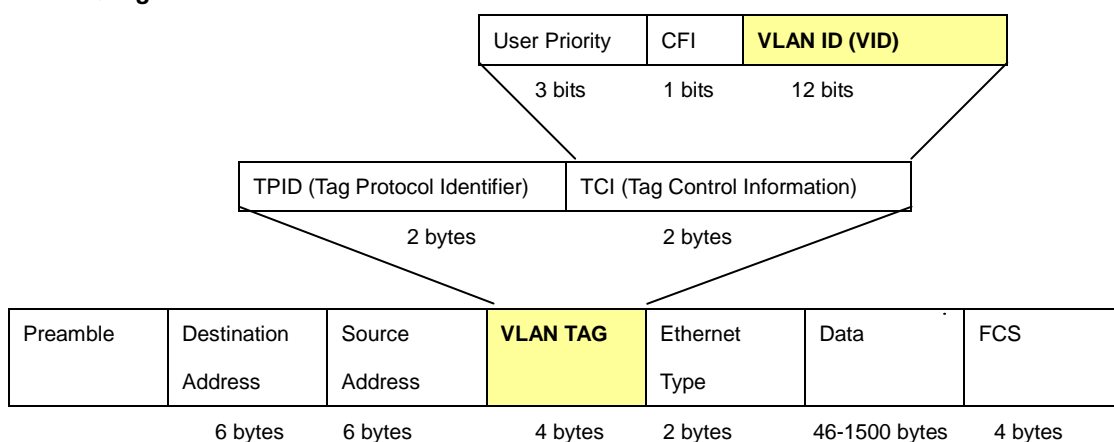 User Priority CFI VLAN ID (VID)
3 bits 1 bits 12 bits
TPID (Tag Protocol Identifier) TCI (Tag Control Information)
2 bytes 2 bytes
Preamble Destination Address Source Address VLAN TAG Ethernet Type Data FCS
6 bytes 6 bytes 4 bytes 2 bytes 46-1500 bytes 4 bytes